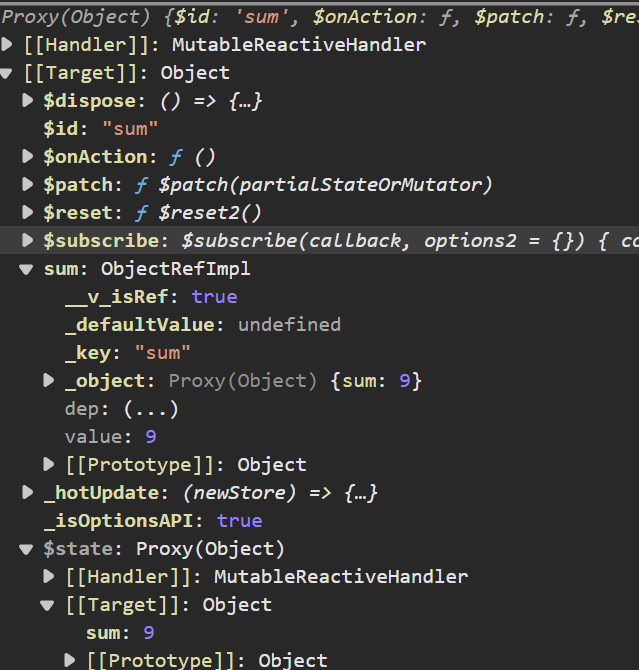 Proxy(Object) {$id: 'sum', $onAction: ƒ, $patch: ƒ, $re
[[Handler]]: MutableReactiveHandler
[[Target]]: Object
$dispose: () => {…}
$id: "sum"
$onAction: ƒ ()
$patch: ƒ $patch(partialStateOrMutator)
$reset: ƒ $reset2()
$subscribe: $subscribe(callback, options2 = {}) { co
sum: ObjectRefImpl
__v_isRef: true
_defaultValue: undefined
_key: "sum"
_object: Proxy(Object) {sum: 9}
dep: (...)
value: 9
[[Prototype]]: Object
_hotUpdate: (newStore) => {…}
_isOptionsAPI: true
$state: Proxy(Object)
[[Handler]]: MutableReactiveHandler
[[Target]]: Object
sum: 9
[[Prototype]]: Object